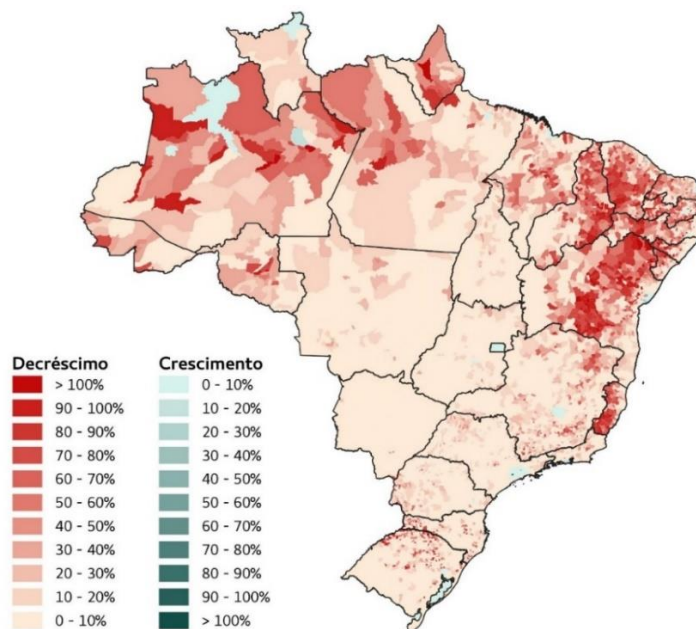 Decréscimo
> 100%
90 - 100%
80 - 90%
70 - 80%
60 - 70%
50 - 60%
40 - 50%
30 - 40%
20 - 30%
10 - 20%
0 - 10%
Crescimento
0 - 10%
10 - 20%
20 - 30%
30 - 40%
40 - 50%
50 - 60%
60 - 70%
70 - 80%
80 - 90%
90 - 100%
> 100%